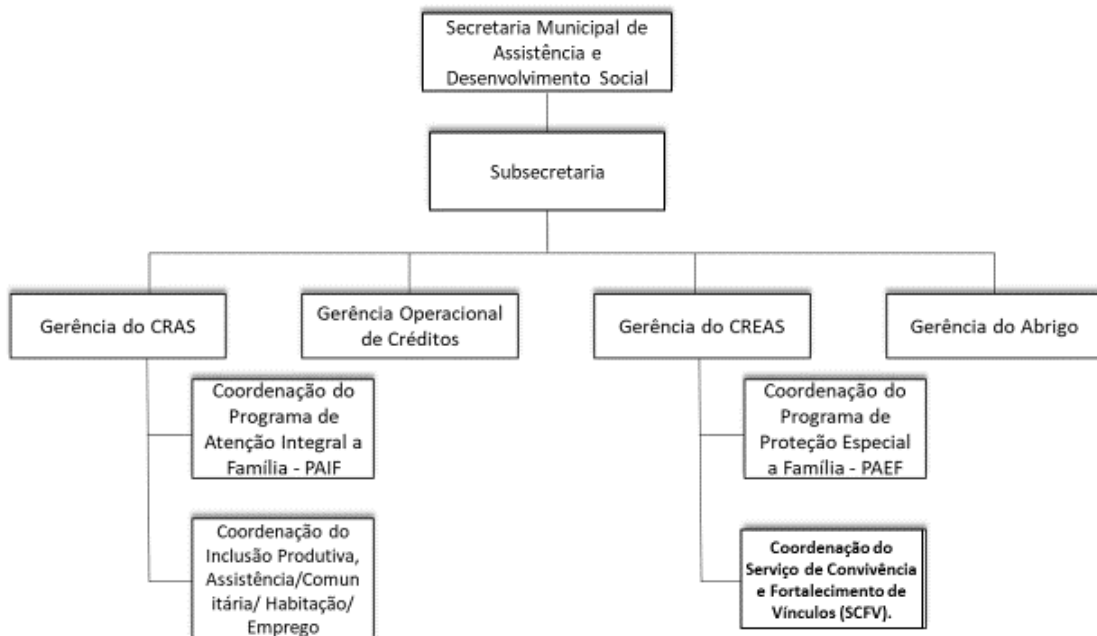 Secretaria Municipal de
Assistência e
Desenvolvimento Social
Subsecretaria
Gerência do CRAS
Gerência Operacional
de Créditos
Gerência do CREAS
Gerência do Abrigo
Coordenação do
Programa de
Atenção Integral a
Família - PAIF
Coordenação do
Programa de
Proteção Especial
a Família - PAEF
Coordenação do
Inclusão Produtiva,
Assistência/Comun
itária/ Habitação/
Emprego
Coordenação do
Serviço de Convivência
e Fortalecimento de
Vínculos (SCFV).